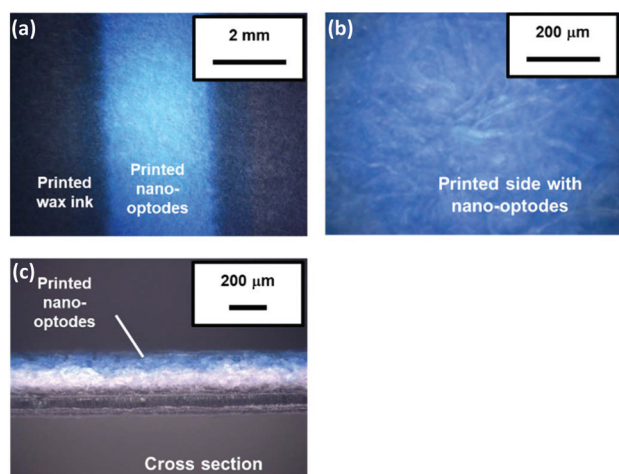 (a)
2 mm
Printed
wax ink
Printed
nano-
optodes
(b)
200 μm
Printed side with
nano-optodes
(c)
Printed
nano-
optodes
200 μm
Cross section